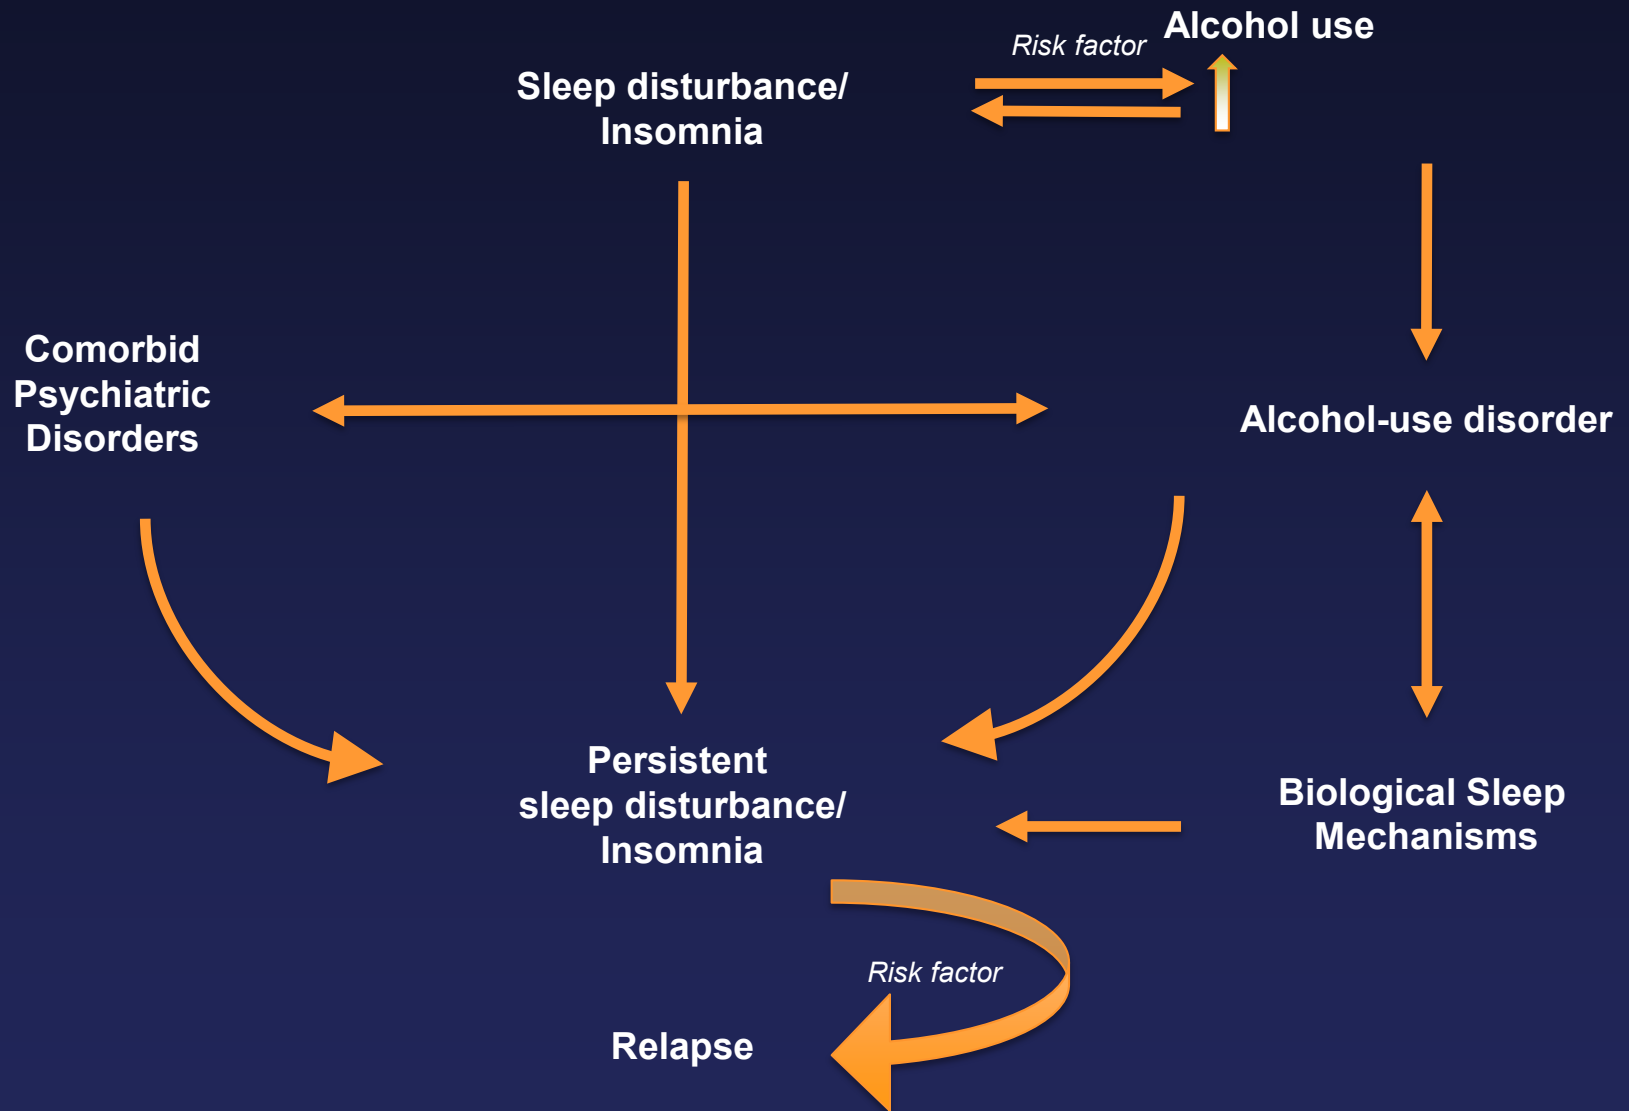 Alcohol use
Risk factor
Sleep disturbance/
Insomnia
Comorbid
Psychiatric
Disorders
Alcohol-use disorder
Persistent
sleep disturbance/
Insomnia
Biological Sleep
Mechanisms
Risk factor
Relapse